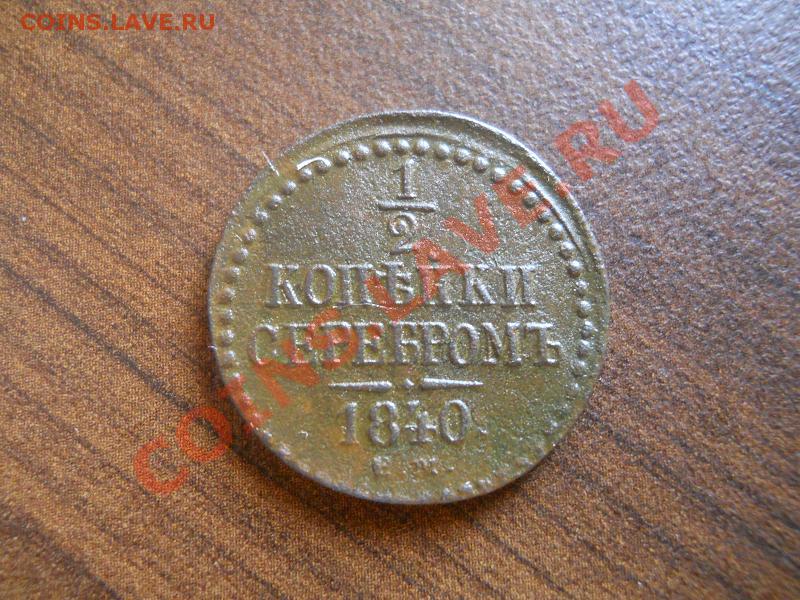 COINS.LAVE.RU
COINS.LAVE.RU
1
2
КОПѢЙКИ
СЕРЕБРОМЪ
1840.